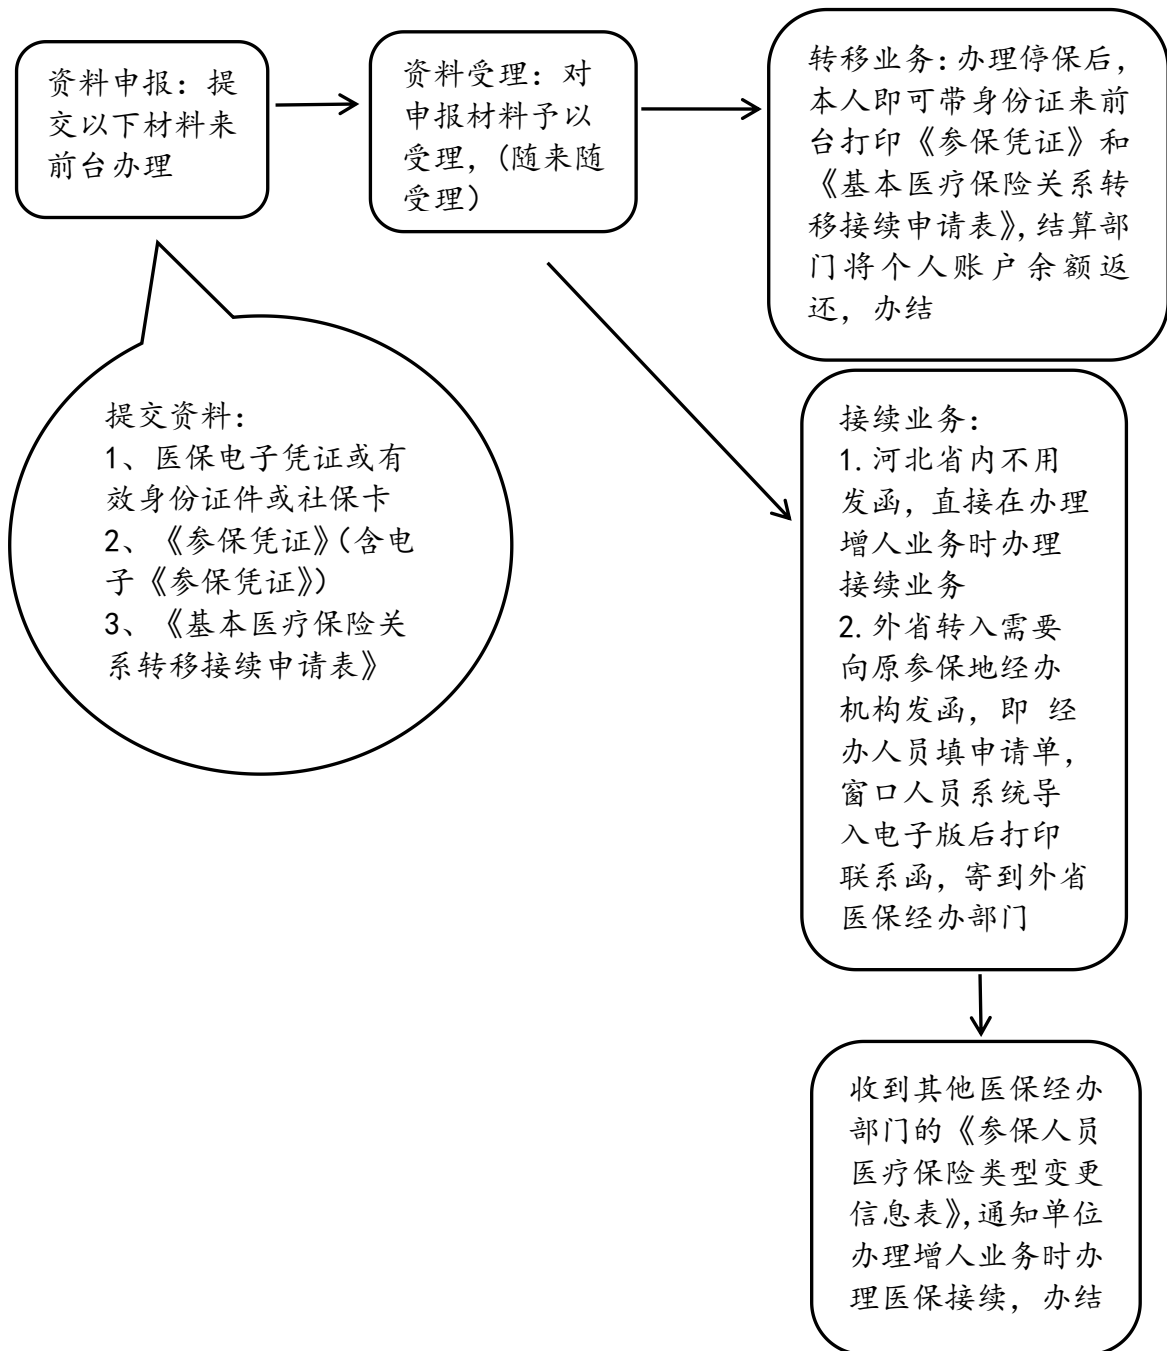 资料申报：提
交以下材料来
前台办理
资料受理：对
申报材料予以
受理，（随来随
受理）
转移业务：办理停保后，
本人即可带身份证来前
台打印《参保凭证》和
《基本医疗保险关系转
移接续申请表》，结算部
门将个人账户余额返
还，办结
提交资料：
1、医保电子凭证或有
效身份证件或社保卡
2、《参保凭证》（含电
子《参保凭证》）
3、《基本医疗保险关
系转移接续申请表》
接续业务：
1.河北省内不用
发函，直接在办理
增人业务时办理
接续业务
2.外省转入需要
向原参保地经办
机构发函，即 经
办人员填申请单，
窗口人员系统导
入电子版后打印
联系函，寄到外省
医保经办部门
收到其他医保经办
部门的《参保人员
医疗保险类型变更
信息表》，通知单位
办理增人业务时办
理医保接续，办结